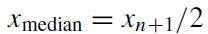 x_median = x_{n+1}/2